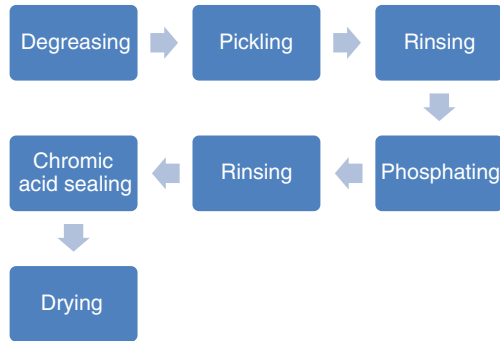 Degreasing
Pickling
Rinsing
Phosphating
Rinsing
Chromic
acid sealing
Drying